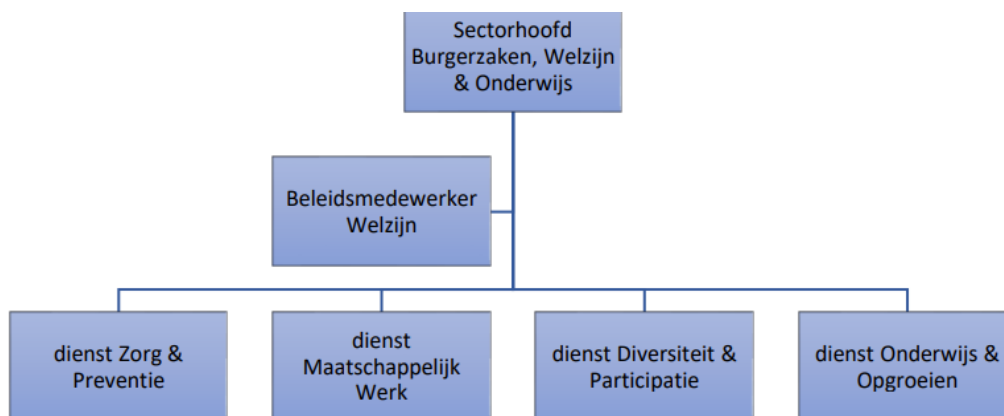 Sectorhoofd
Burgerzaken, Welzijn
& Onderwijs
Beleidsmedewerker
Welzijn
dienst Zorg &
Preventie
dienst
Maatschappelijk
Werk
dienst Diversiteit &
Participatie
dienst Onderwijs &
Opgroeien